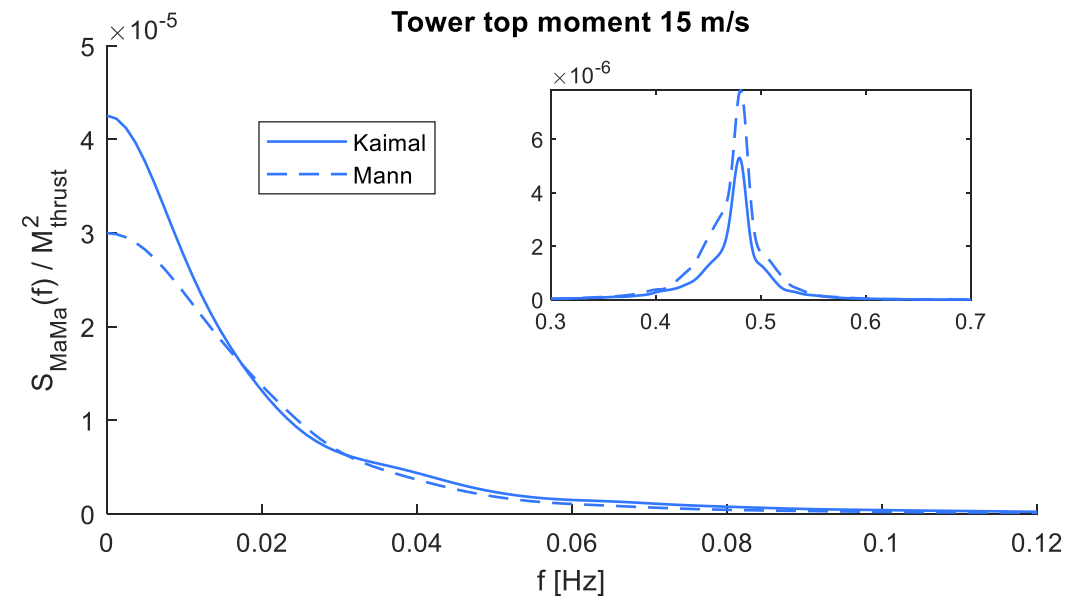 Tower top moment 15 m/s
×10^-5
5
4
3
2
1
0
S_MaMa(f) / M^2_thrust
Kaimal
Mann
×10^-6
6
4
2
0
0.3 0.4 0.5 0.6 0.7
0 0.02 0.04 0.06 0.08 0.1 0.12
f [Hz]